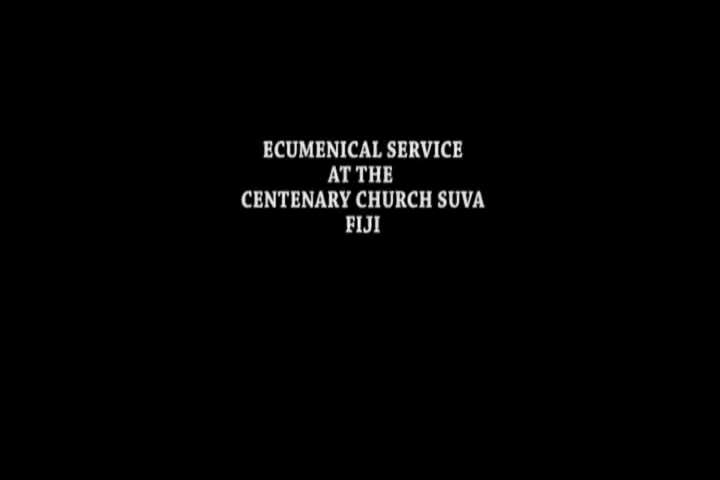 ECUMENICAL SERVICE
AT THE
CENTENARY CHURCH SUVA
FIJI